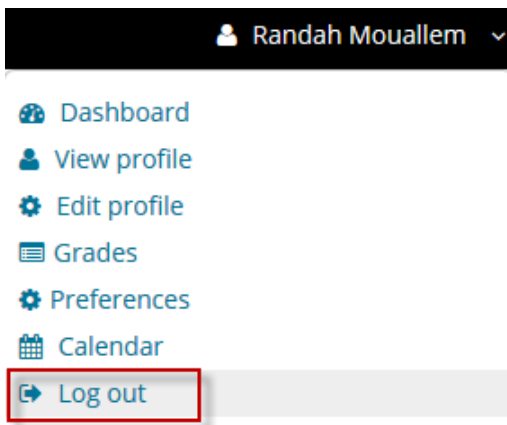 Randah Mouallem
Dashboard
View profile
Edit profile
Grades
Preferences
Calendar
Log out